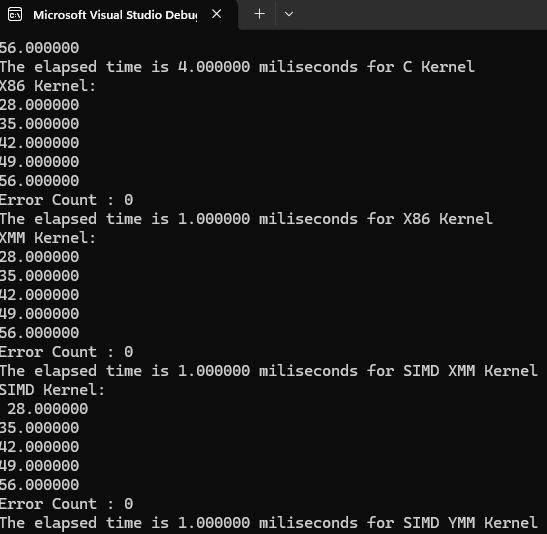 Microsoft Visual Studio Debug
56.000000
The elapsed time is 4.000000 miliseconds for C Kernel
X86 Kernel:
28.000000
35.000000
42.000000
49.000000
56.000000
Error Count : 0
The elapsed time is 1.000000 miliseconds for X86 Kernel
XMM Kernel:
28.000000
35.000000
42.000000
49.000000
56.000000
Error Count : 0
The elapsed time is 1.000000 miliseconds for SIMD XMM Kernel
SIMD Kernel:
28.000000
35.000000
42.000000
49.000000
56.000000
Error Count : 0
The elapsed time is 1.000000 miliseconds for SIMD YMM Kernel